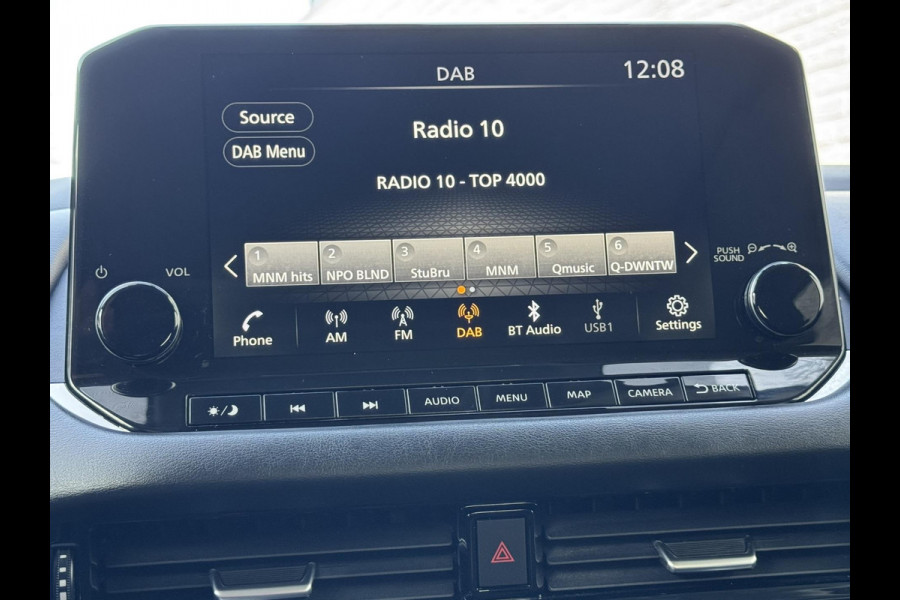 DAB
12:08
Source
DAB Menu
Radio 10
RADIO 10 - TOP 4000
1
MNM hits
2
NPO BLND
3
StuBru
4
MNM
5
Qmusic
6
Q-DWNTW
Phone
AM
FM
DAB
BT Audio
USB1
Settings
VOL
PUSH
SOUND
AUDIO
MENU
MAP
CAMERA
BACK